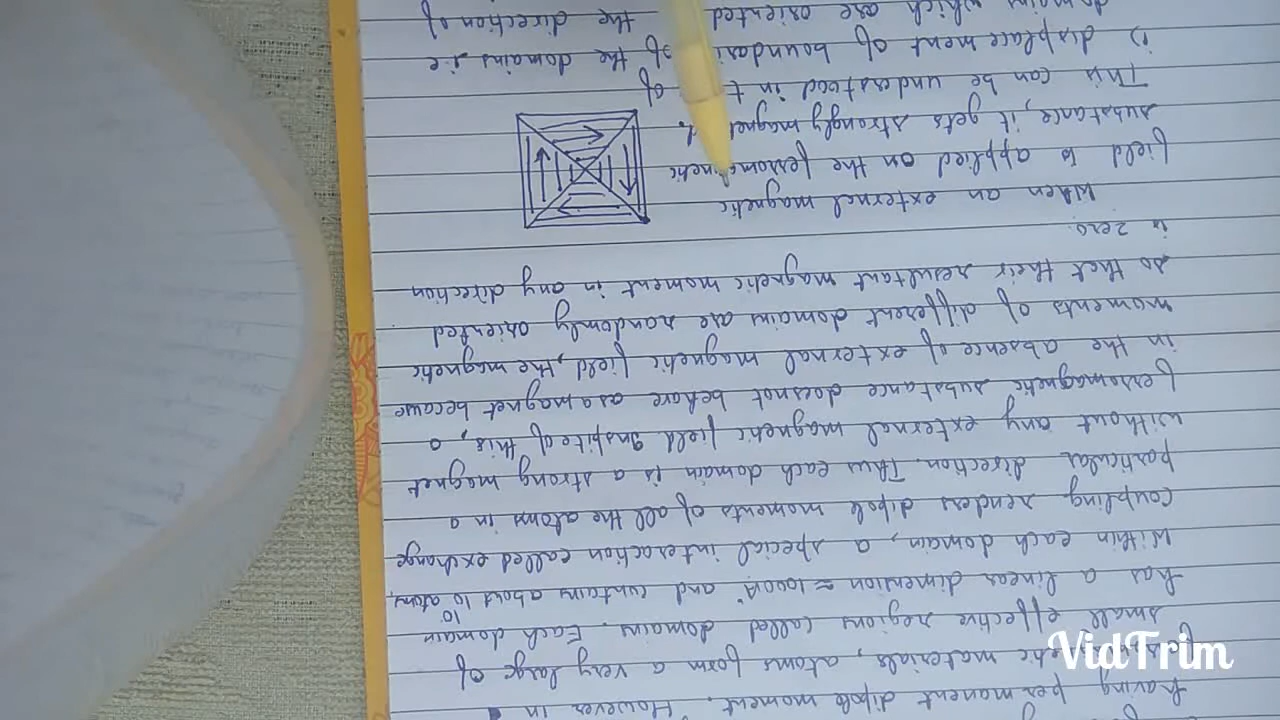 having permanent dipole moment. However in
materials, atoms form a very large of
small effective regions called domains. Each domain
has a linear dimension ≈ 1000A° and contains about 10^10 atoms,
Within each domain, a special interaction called exchange
coupling renders dipole moments of all the atoms in a
particular direction. Thus each domain is a strong magnet
without any external magnetic field. Inspite of this, a
ferromagnetic substance doesnot behave as a magnet because
in the absence of external magnetic field, the magnetic
moments of different domains are randomly oriented
so that their resultant magnetic moment in any direction
is zero.
When an external magnetic
field is applied on the
substance, it gets strongly
This can be understood in of
i) displacement of of the domains i.e
domains which are oriented the direction of
VidTrim